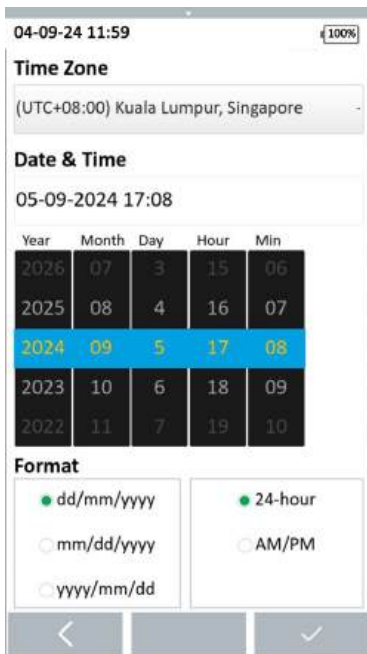 04-09-24 11:59 100%
Time Zone
(UTC+08:00) Kuala Lumpur, Singapore
Date & Time
05-09-2024 17:08
Year Month Day Hour Min
2026 07 3 15 06
2025 08 4 16 07
2024 09 5 17 08
2023 10 6 18 09
2022 11 7 19 10
Format
dd/mm/yyyy 24-hour
mm/dd/yyyy AM/PM
yyyy/mm/dd